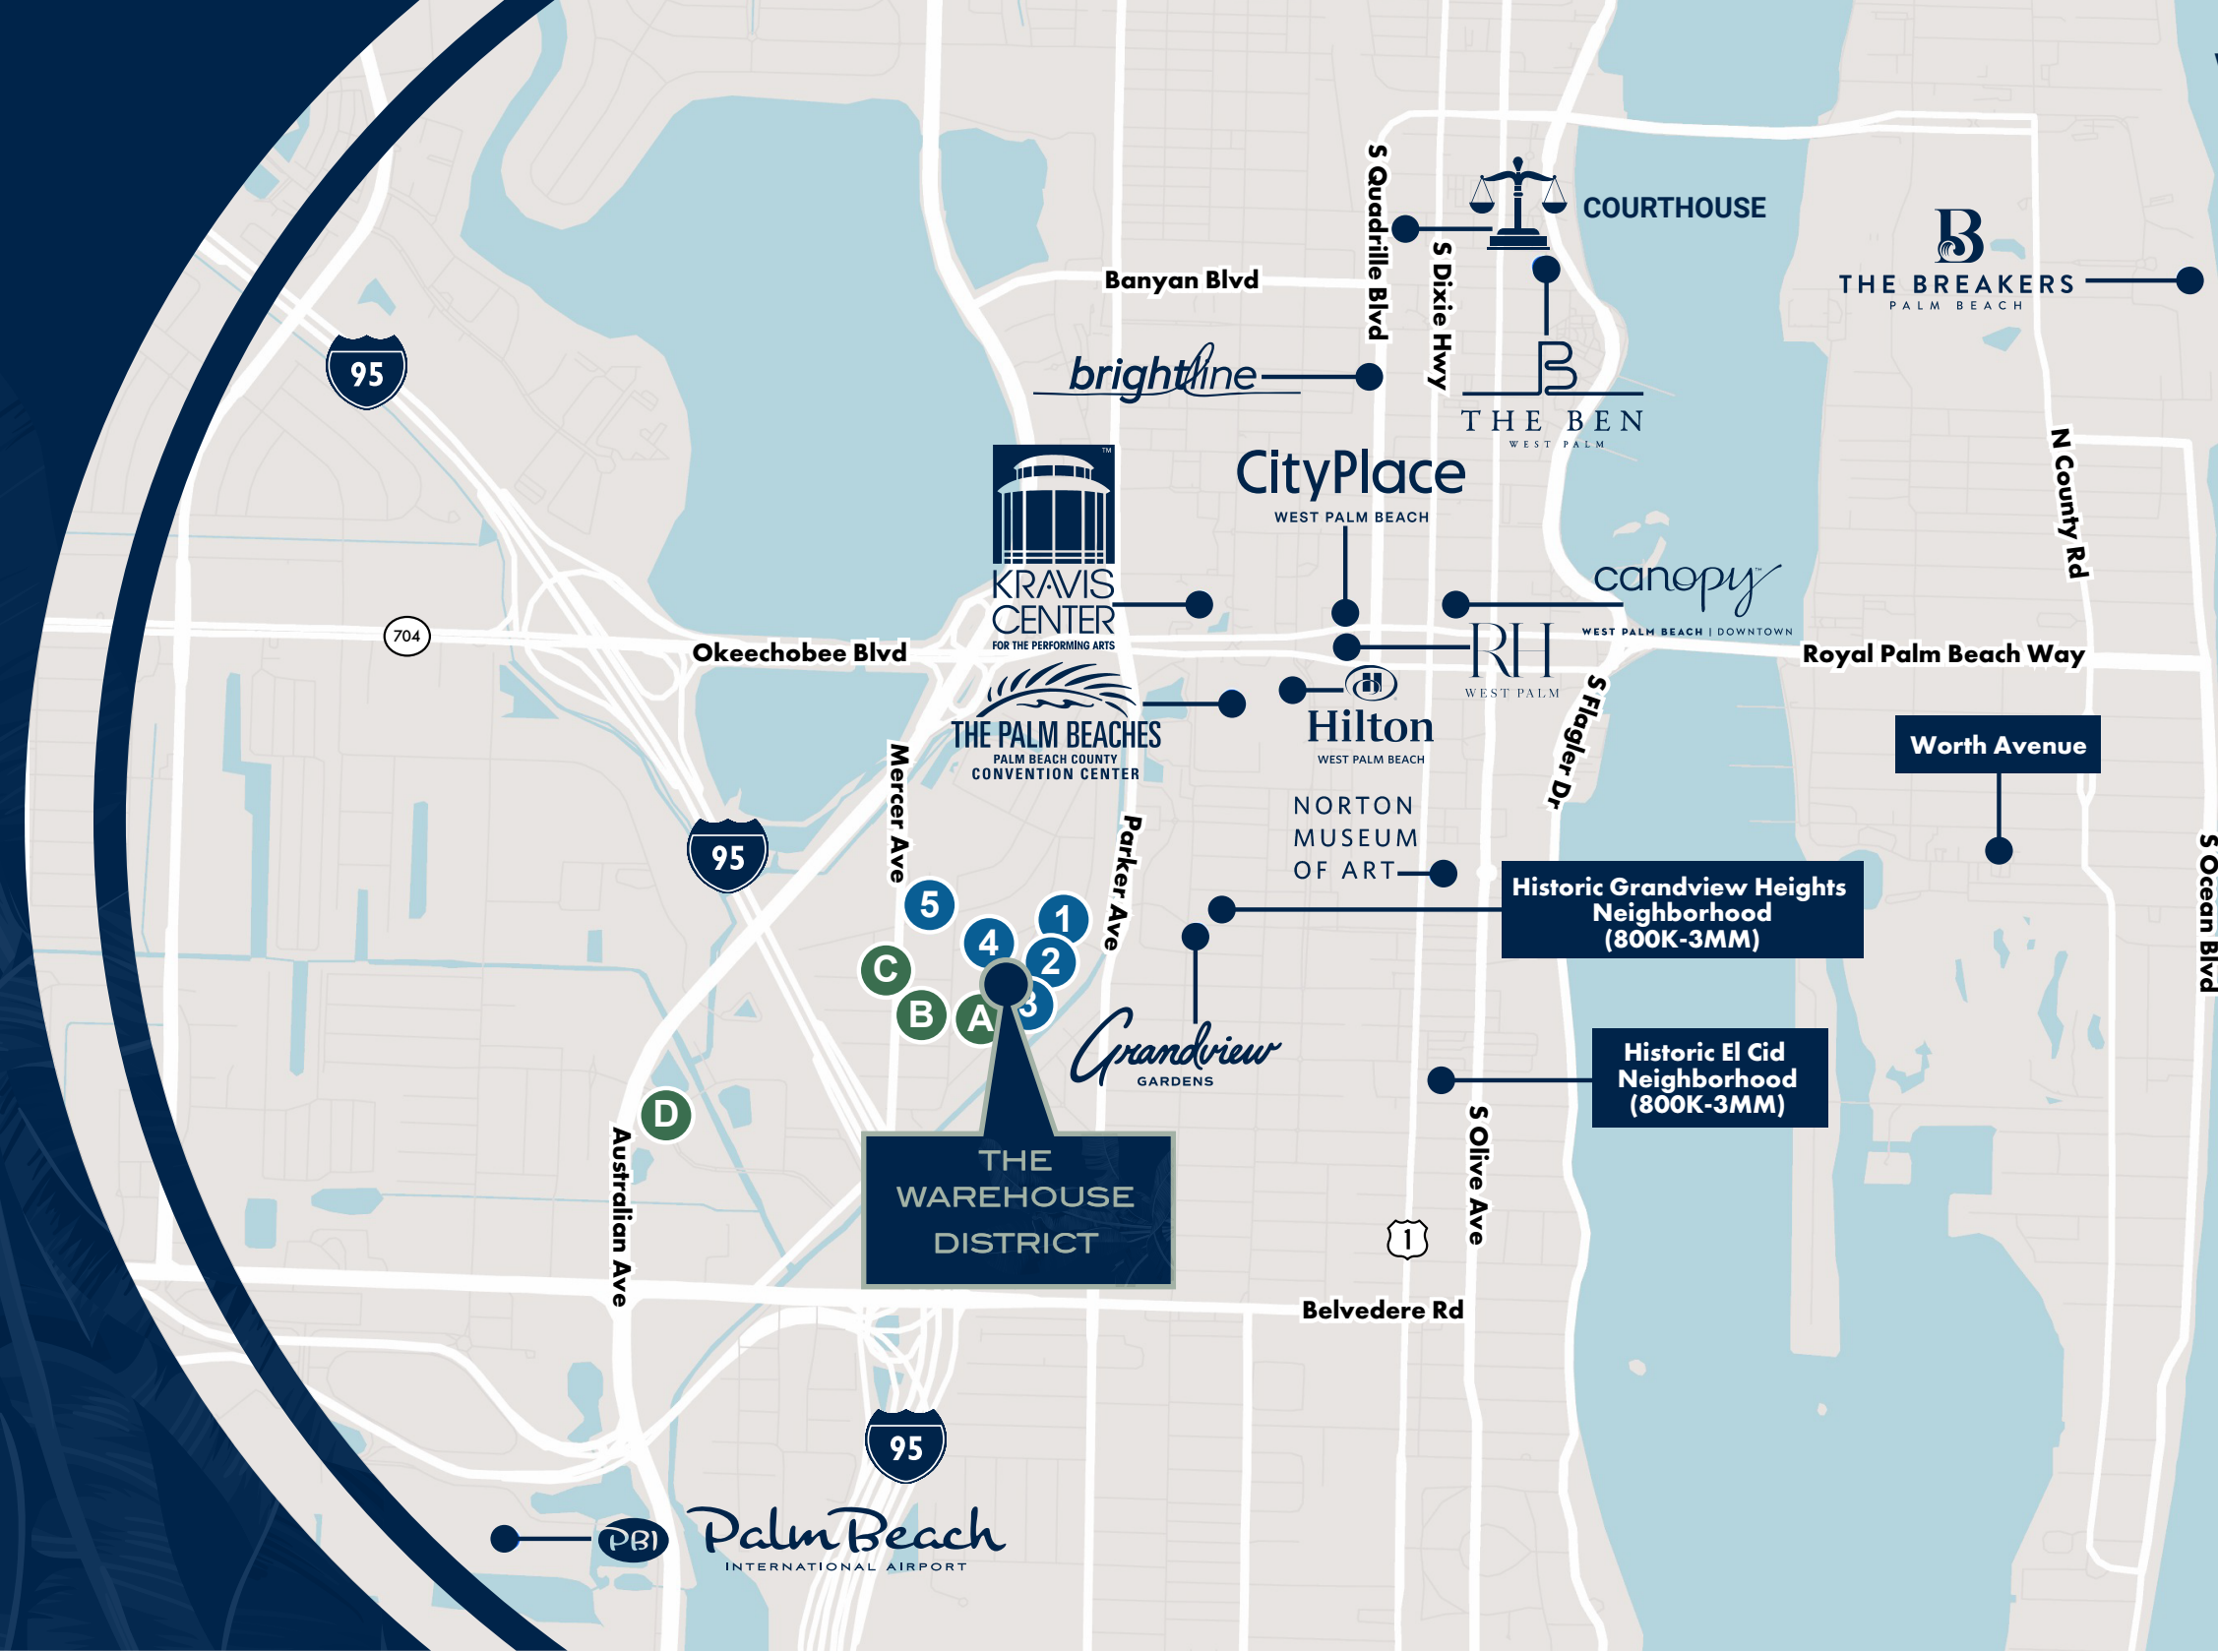 S Quadrille Blvd
COURTHOUSE
S Dixie Hwy
B
THE BREAKERS
PALM BEACH
Banyan Blvd
95
brightline
B
THE BEN
WEST PALM
N County Rd
TM
KRAVIS
CENTER
FOR THE PERFORMING ARTS
CityPlace
WEST PALM BEACH
canopy
WEST PALM BEACH | DOWNTOWN
704
Okeechobee Blvd
RH
WEST PALM
Royal Palm Beach Way
THE PALM BEACHES
PALM BEACH COUNTY
CONVENTION CENTER
H
Hilton
WEST PALM BEACH
S Flagler Dr
Worth Avenue
Mercer Ave
Parker Ave
NORTON
MUSEUM
OF ART
95
S Ocean Blvd
Historic Grandview Heights
Neighborhood
(800K-3MM)
5
1
4
2
C
3
B
A
Grandview
GARDENS
Historic El Cid
Neighborhood
(800K-3MM)
D
Australian Ave
S Olive Ave
THE
WAREHOUSE
DISTRICT
1
Belvedere Rd
95
PBI
Palm Beach
INTERNATIONAL AIRPORT